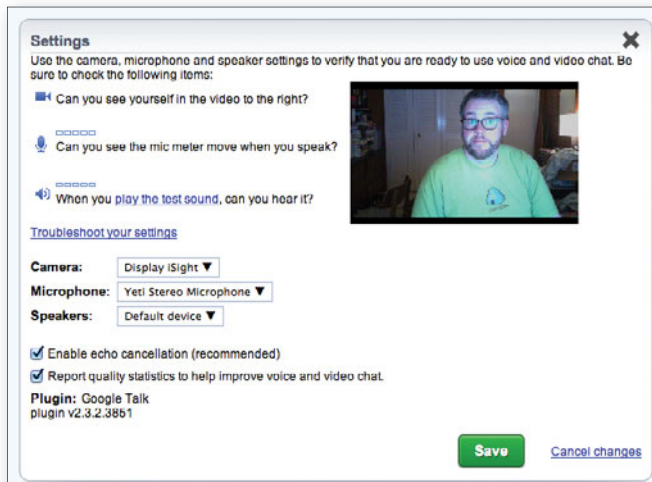 Settings
Use the camera, microphone and speaker settings to verify that you are ready to use voice and video chat. Be
sure to check the following items:
Can you see yourself in the video to the right?
Can you see the mic meter move when you speak?
When you play the test sound, can you hear it?
Troubleshoot your settings
Camera: Display iSight ▼
Microphone: Yeti Stereo Microphone ▼
Speakers: Default device ▼
Enable echo cancellation (recommended)
Report quality statistics to help improve voice and video chat.
Plugin: Google Talk
plugin v2.3.2.3851
Save Cancel changes